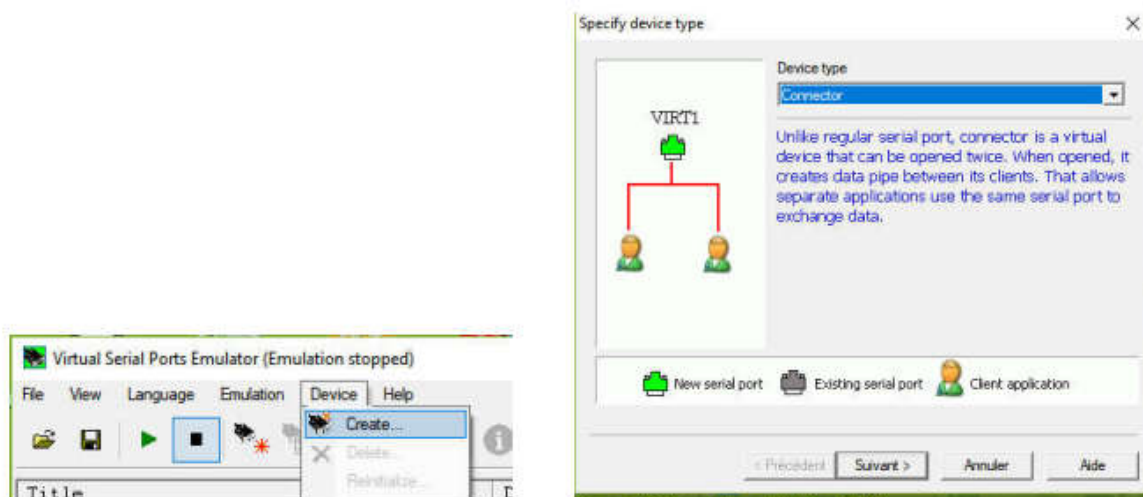 Virtual Serial Ports Emulator (Emulation stopped)
File View Language Emulation Device Help
Create...
Delete...
Reinitialize...
Title
D
Specify device type
Device type
Connector
VIRT1
Unlike regular serial port, connector is a virtual
device that can be opened twice. When opened, it
creates data pipe between its clients. That allows
separate applications use the same serial port to
exchange data.
New serial port Existing serial port Client application
< Précédent Suivant > Annuler Aide